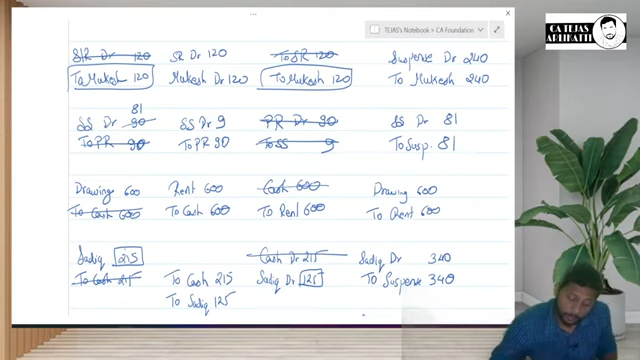 TEJAS's Notebook > CA Foundation
CA TEJAS
ARLIKATTI
SIR Dr 120 SR Dr 120 To SR 120 Suspense Dr 240
To Mukesh 120 Mukesh Dr 120 To Mukesh 120 To Mukesh 240
81
SS Dr 90 SS Dr 9 PR Dr 90 SS Dr 81
To PR 90 To PR 90 To SS 9 To Susp. 81
Drawing 600 Rent 600 Cash 600 Drawing 600
To Cash 600 To Cash 600 To Rent 600 To Rent 600
Sadiq 215 Cash Dr 215 Sadiq Dr 340
To Cash 215 To Cash 215 Sadiq Dr 125 To Suspense 340
To Sadiq 125